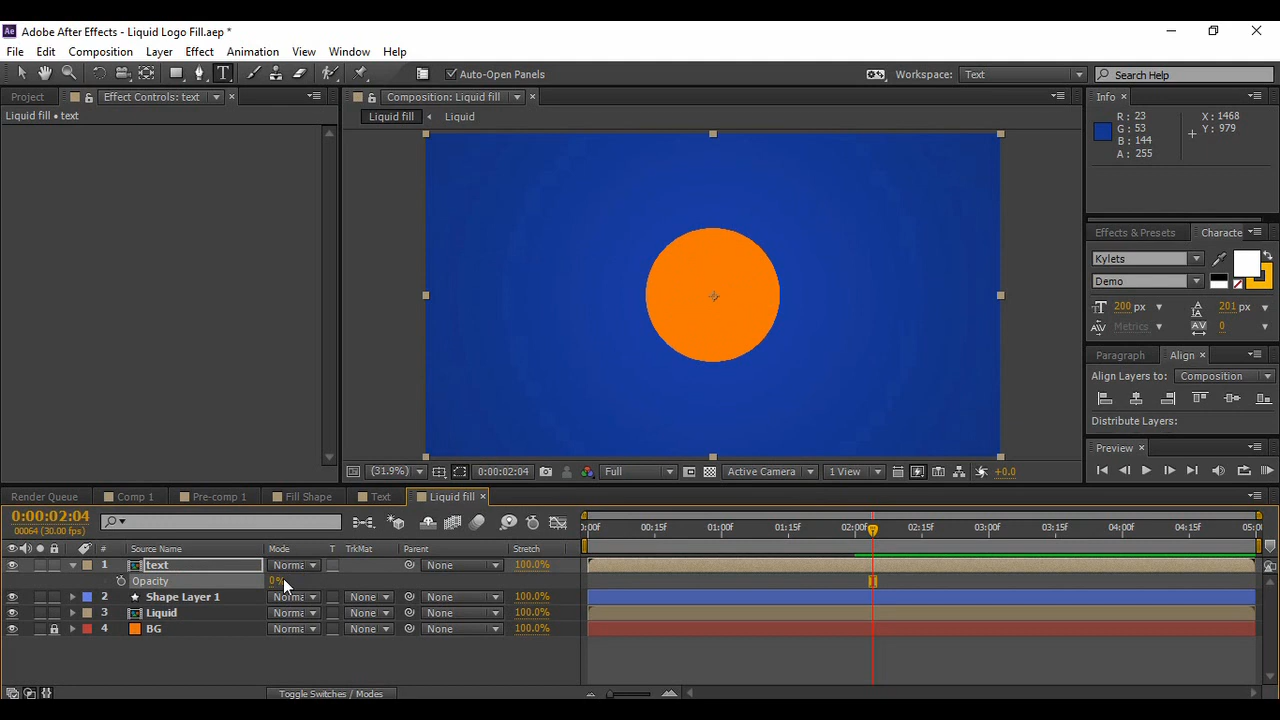 Adobe After Effects - Liquid Logo Fill.aep *
File Edit Composition Layer Effect Animation View Window Help
Auto-Open Panels Workspace: Text Search Help
Project Effect Controls: text Composition: Liquid fill Info
Liquid fill • text Liquid fill Liquid
R: 23 X: 1468
G: 53 Y: 979
B: 144
A: 255
Effects & Presets Characte
Kylets
Demo
200 px 201 px
Metrics 0
Paragraph Align
Align Layers to: Composition
Distribute Layers:
Preview
(31.9%) 0:00:02:04 Full Active Camera 1 View +0.0
Render Queue Comp 1 Pre-comp 1 Fill Shape Text Liquid fill
0:00:02:04
00064 (30.00 fps)
:00f 00:15f 01:00f 01:15f 02:00f 02:15f 03:00f 03:15f 04:00f 04:15f 05:0
# Source Name Mode T TrkMat Parent Stretch
1 text Norma None 100.0%
Opacity 0%
2 Shape Layer 1 Norma None None 100.0%
3 Liquid Norma None None 100.0%
4 BG Norma None None 100.0%
Toggle Switches / Modes